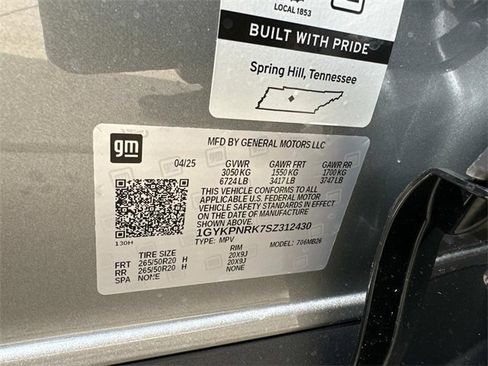 LOCAL 1853
BUILT WITH PRIDE
Spring Hill, Tennessee
gm
MFD BY GENERAL MOTORS LLC
04/25 GVWR GAWR FRT GAWR RR
3050 KG 1550 KG 1700 KG
6724 LB 3417 LB 3747 LB
THIS VEHICLE CONFORMS TO ALL
APPLICABLE U.S. FEDERAL MOTOR
VEHICLE SAFETY STANDARDS IN EFFECT
ON THE DATE OF MANUFACTURE
SHOWN ABOVE.
1GYKPNRK7SZ312430
TYPE: MPV MODEL: 706MB26
130H
TIRE SIZE RIM
FRT 265/50R20 H 20X9J
RR 265/50R20 H 20X9J
SPA NONE NONE